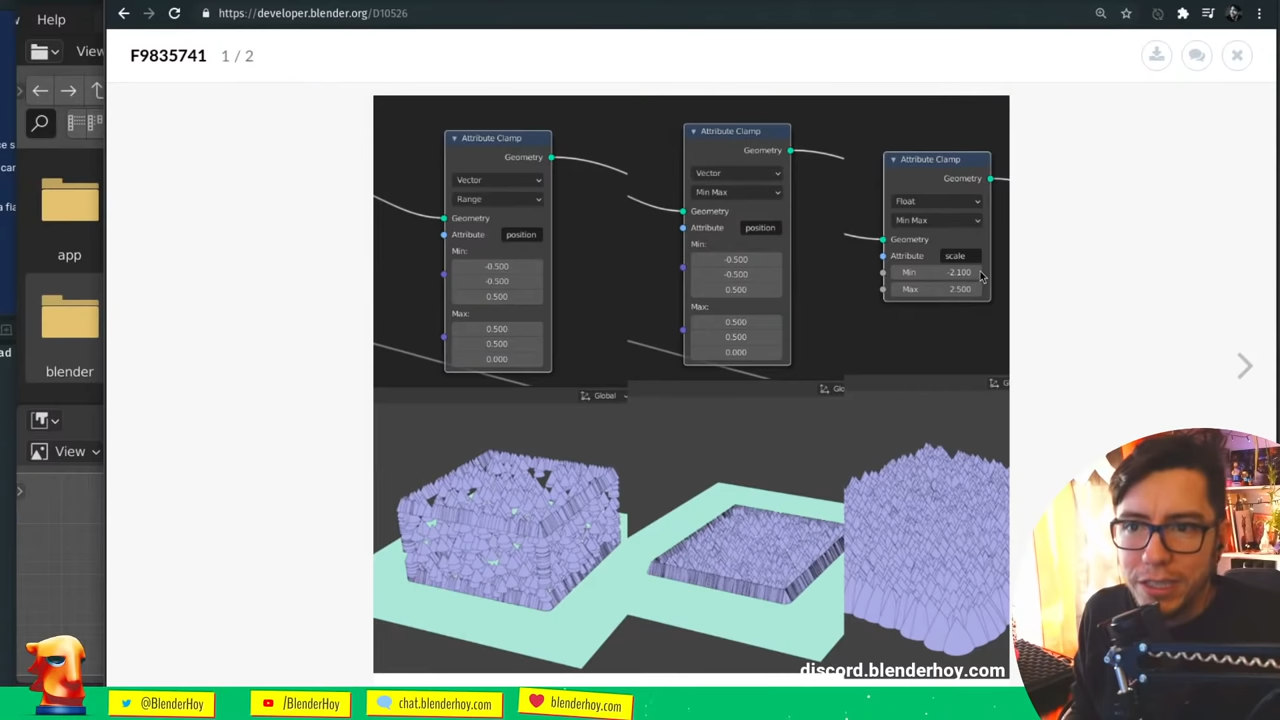 Help
https://developer.blender.org/D10526
View
F9835741 1 / 2
app
blender
View
Attribute Clamp
Geometry
Vector
Range
Geometry
Attribute position
Min:
-0.500
-0.500
0.500
Max:
0.500
0.500
0.000
Attribute Clamp
Geometry
Vector
Min Max
Geometry
Attribute position
Min:
-0.500
-0.500
0.500
Max:
0.500
0.500
0.000
Attribute Clamp
Geometry
Float
Min Max
Geometry
Attribute scale
Min -2.100
Max 2.500
Global
discord.blenderhoy.com
@BlenderHoy
/BlenderHoy
chat.blenderhoy.com
blenderhoy.com